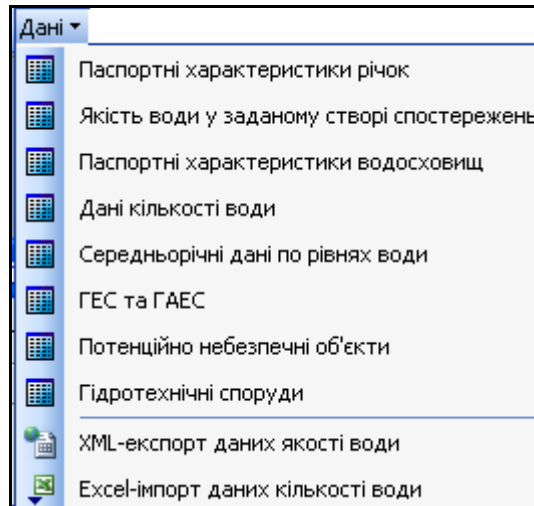 Дані
Паспортні характеристики річок
Якість води у заданому створі спостережень
Паспортні характеристики водосховищ
Дані кількості води
Середньорічні дані по рівнях води
ГЕС та ГАЕС
Потенційно небезпечні об'єкти
Гідротехнічні споруди
XML-експорт даних якості води
Excel-імпорт даних кількості води